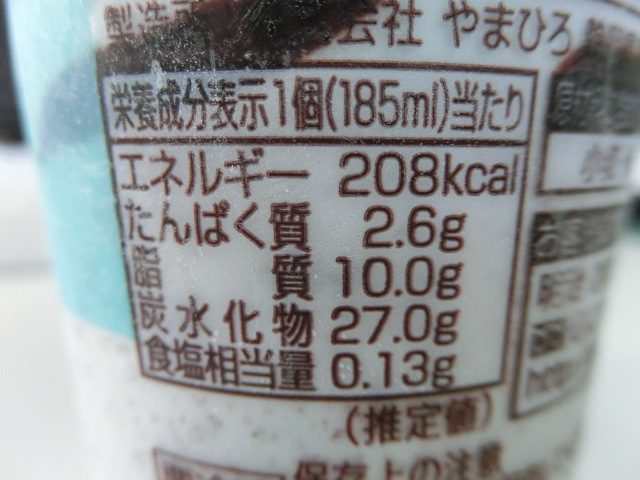 会社 やまひろ
栄養成分表示1個(185ml)当たり
エネルギー 208kcal
たんぱく質 2.6g
脂質 10.0g
炭水化物 27.0g
食塩相当量 0.13g
(推定値)
保存上の注意